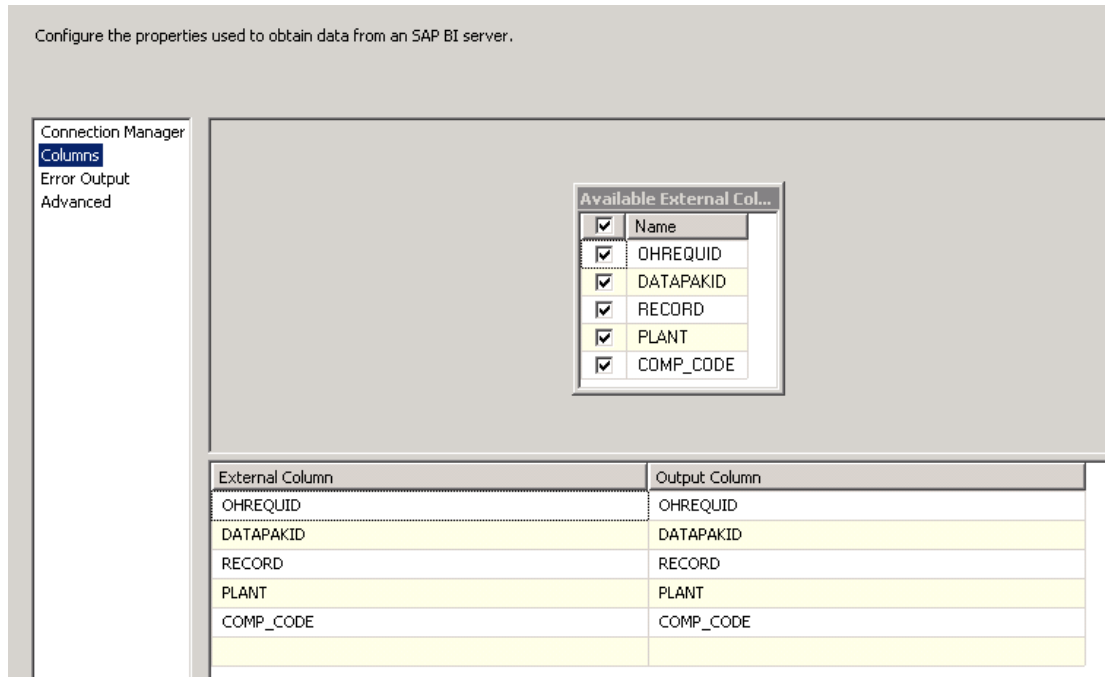 Configure the properties used to obtain data from an SAP BI server.
Connection Manager
Columns
Error Output
Advanced
Available External Col...
Name
OHREQUID
DATAPAKID
RECORD
PLANT
COMP_CODE
External Column Output Column
OHREQUID OHREQUID
DATAPAKID DATAPAKID
RECORD RECORD
PLANT PLANT
COMP_CODE COMP_CODE